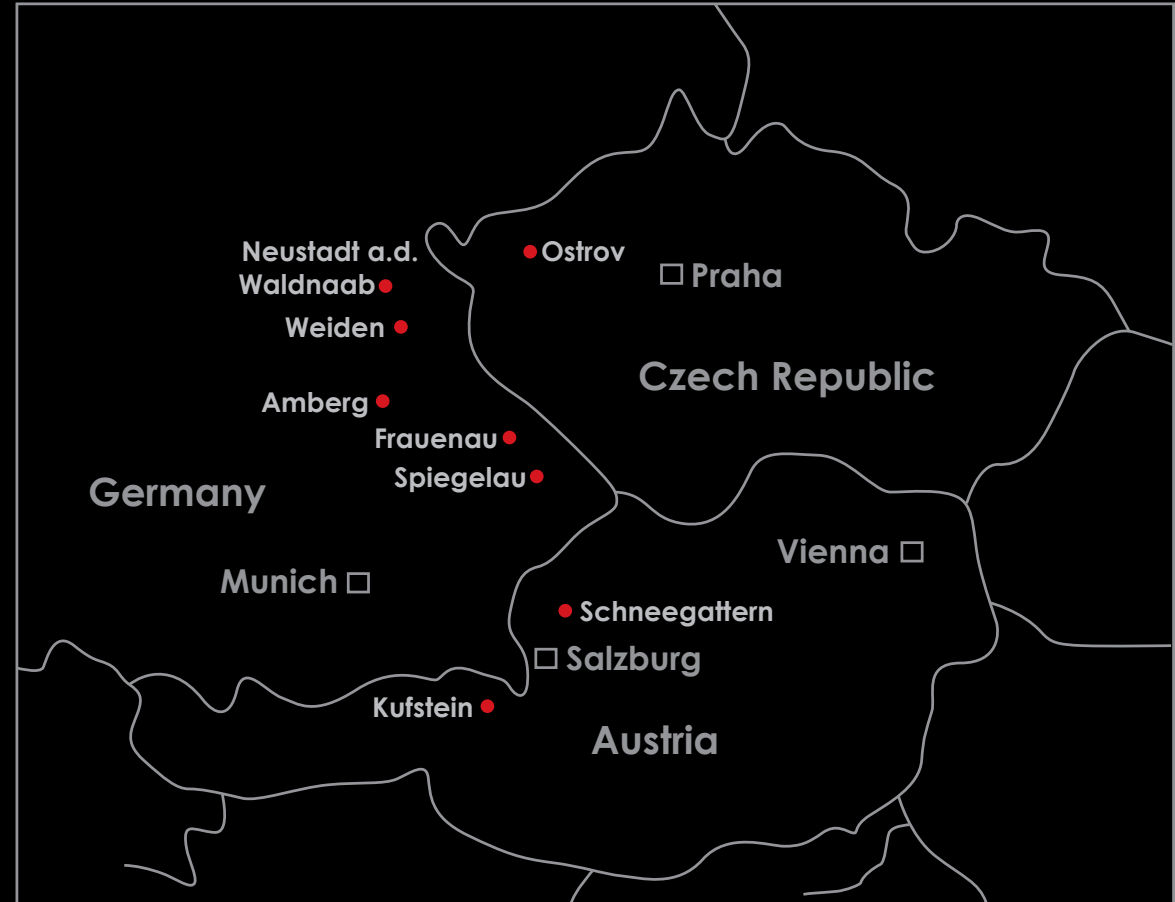 Neustadt a.d.
Waldnaab
Ostrov
Praha
Weiden
Czech Republic
Amberg
Frauenau
Spiegelau
Germany
Vienna
Munich
Schneegattern
Salzburg
Kufstein
Austria